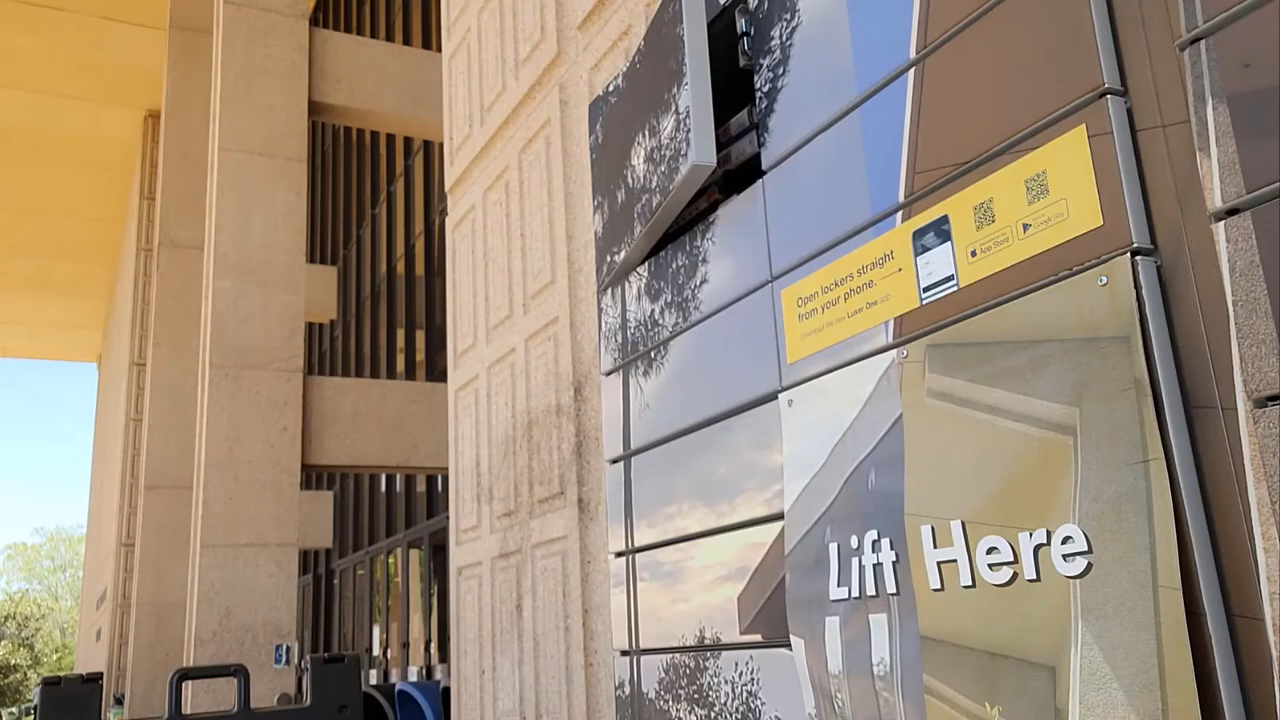 Open lockers straight
from your phone.
Download the new Luxer One app
App Store
Google play
Lift Here